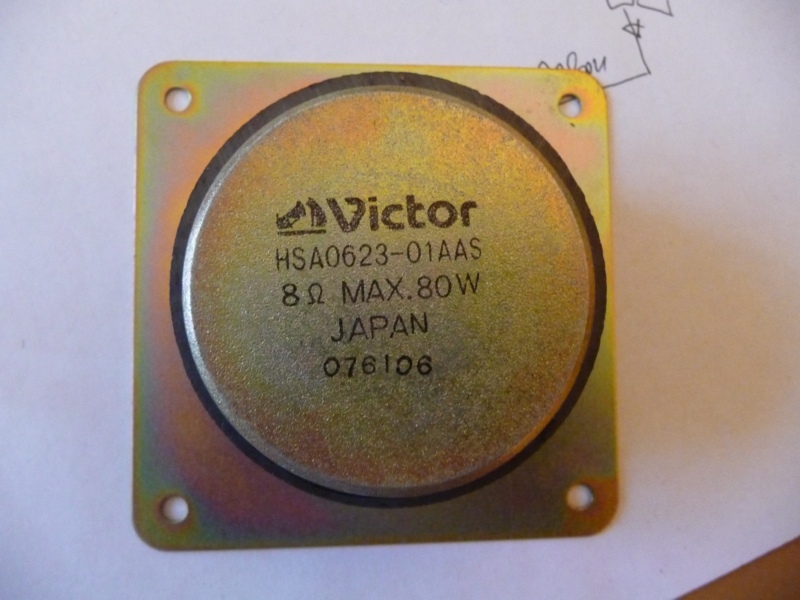 Victor
HSA0623-01AAS
8Ω MAX.80W
JAPAN
076106